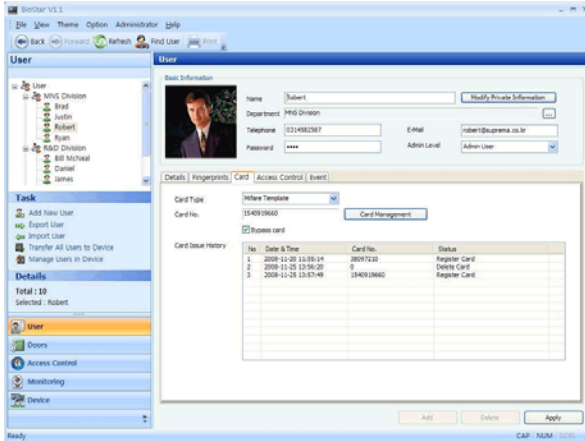 BioStar V1.1
File View Theme Option Administrator Help
Back Forward Refresh Find User Print
User
User
MNS Division
Brad
Justin
Robert
Ryan
R&D Division
Bill McNeal
Daniel
James
Task
Add New User
Export User
Import User
Transfer All Users to Device
Manage Users in Device
Details
Total : 10
Selected : Robert
User
Doors
Access Control
Monitoring
Device
User
Basic Information
Name Robert Modify Private Information
Department MNS Division ...
Telephone 0314582587 E-Mail robert@suprema.co.kr
Password **** Admin Level Admin User
Details Fingerprints Card Access Control Event
Card Type Mifare Template
Card No. 1540919660 Card Management
Bypass card
Card Issue History
No Date & Time Card No. Status
1 2008-11-20 11:55:14 38097210 Register Card
2 2008-11-25 13:56:20 0 Delete Card
3 2008-11-25 13:57:49 1540919660 Register Card
Add Delete Apply
Ready CAP NUM